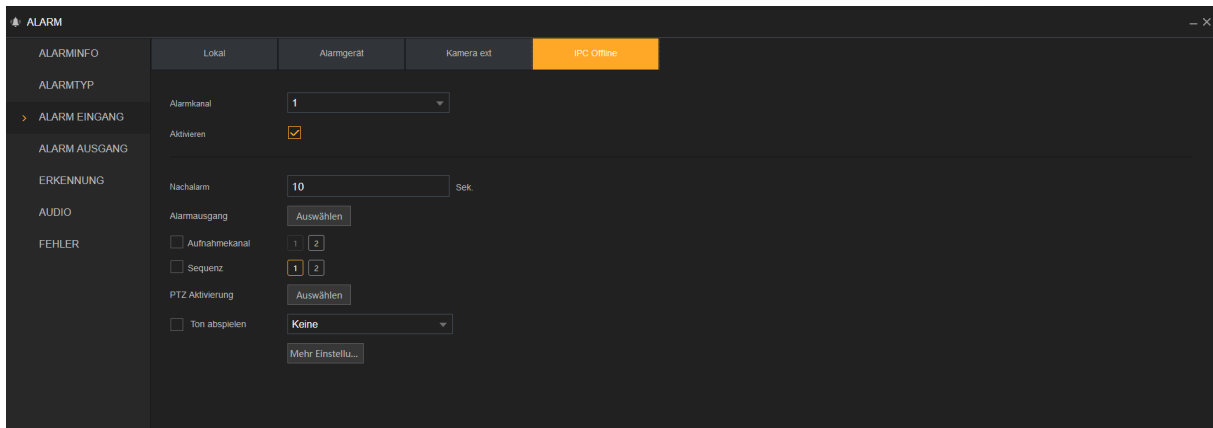 ALARM
ALARMINFO
ALARMTYP
ALARM EINGANG
ALARM AUSGANG
ERKENNUNG
AUDIO
FEHLER
Lokal Alarmgerät Kamera ext IPC Offline
Alarmkanal 1
Aktivieren
Nachalarm 10 Sek.
Alarmausgang Auswählen
Aufnahmekanal 1 2
Sequenz 1 2
PTZ Aktivierung Auswählen
Ton abspielen Keine
Mehr Einstellu...